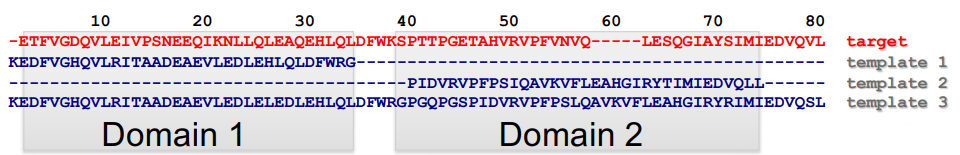 10 20 30 40 50 60 70 80
-ETFVGDQVLEIVPSNEEQIKNLLQLEAQEHLQLDFWKSPTTPGETAHVRVPFVNVQ-----LESQGIAYSIMIEDVQVL target
KEDFVGHQVLRITAADEAEVLEDLEHLQLDFWRG---------------------------------------------- template 1
---------------------------------------PIDVRVPFPSIQAVKVFLEAHGIRYTIMIEDVQLL------ template 2
KEDFVGHQVLRITAADEAEVLEDLELEDLEHLQLDFWRGPGQPGSPIDVRVPFPSLQAVKVFLEAHGIRYRIMIEDVQSL template 3
Domain 1 Domain 2